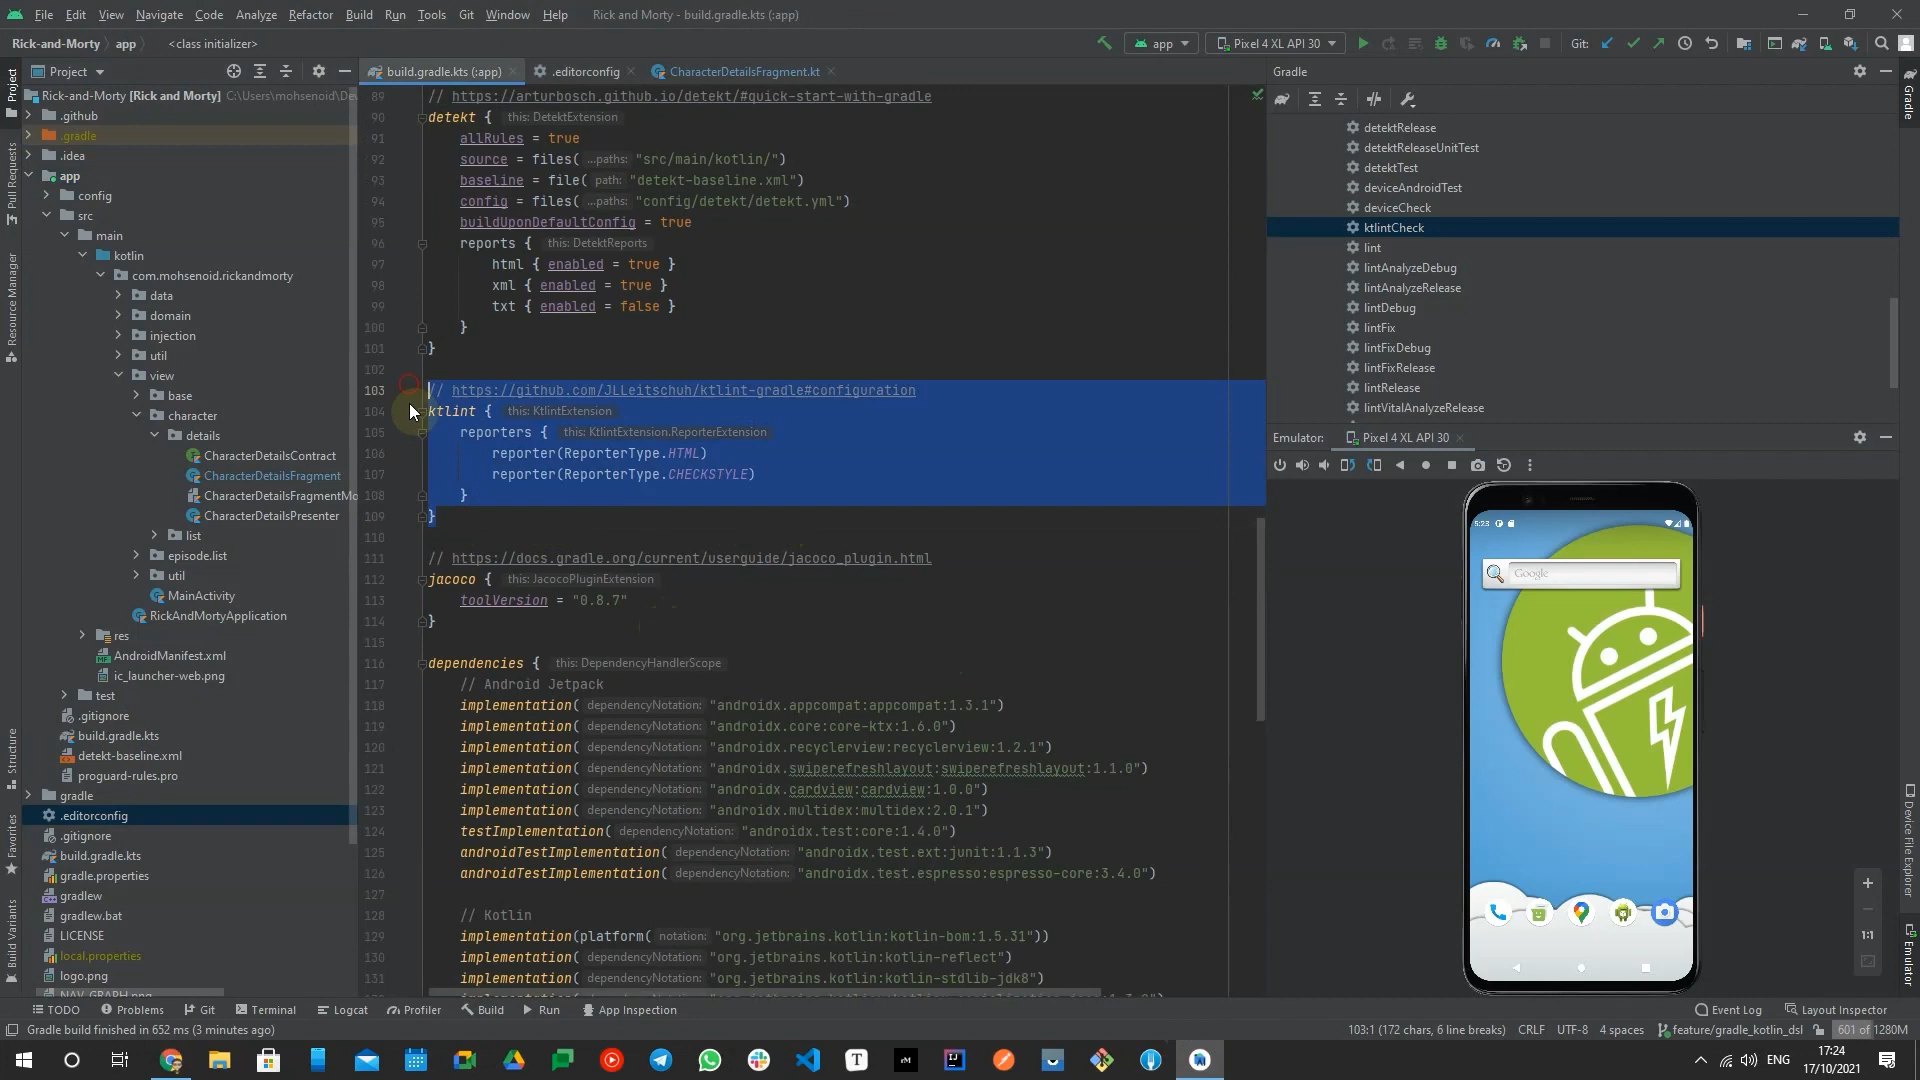 File Edit View Navigate Code Analyze Refactor Build Run Tools Git Window Help Rick and Morty - build.gradle.kts (:app)
Rick-and-Morty app <class initializer> app Pixel 4 XL API 30 Git:
Project build.gradle.kts (:app) .editorconfig CharacterDetailsFragment.kt Gradle
Project
Pull Requests
Resource Manager
Structure
Favorites
Build Variants
Rick-and-Morty [Rick and Morty] C:\Users\mohsenoid\De
.github
.gradle
.idea
app
config
src
main
kotlin
com.mohsenoid.rickandmorty
data
domain
injection
util
view
base
character
details
CharacterDetailsContract
CharacterDetailsFragment
CharacterDetailsFragmentMo
CharacterDetailsPresenter
list
episode.list
util
MainActivity
RickAndMortyApplication
res
AndroidManifest.xml
ic_launcher-web.png
test
.gitignore
build.gradle.kts
detekt-baseline.xml
proguard-rules.pro
gradle
.editorconfig
.gitignore
build.gradle.kts
gradle.properties
gradlew
gradlew.bat
LICENSE
local.properties
logo.png
NAV_GRAPH.png
89 // https://arturbosch.github.io/detekt/#quick-start-with-gradle
90 detekt { this: DetektExtension
91 allRules = true
92 source = files( ...paths: "src/main/kotlin/")
93 baseline = file( path: "detekt-baseline.xml")
94 config = files( ...paths: "config/detekt/detekt.yml")
95 buildUponDefaultConfig = true
96 reports { this: DetektReports
97 html { enabled = true }
98 xml { enabled = true }
99 txt { enabled = false }
100 }
101 }
102
103 // https://github.com/JLLeitschuh/ktlint-gradle#configuration
104 ktlint { this: KtlintExtension
105 reporters { this: KtlintExtension.ReporterExtension
106 reporter(ReporterType.HTML)
107 reporter(ReporterType.CHECKSTYLE)
108 }
109 }
110
111 // https://docs.gradle.org/current/userguide/jacoco_plugin.html
112 jacoco { this: JacocoPluginExtension
113 toolVersion = "0.8.7"
114 }
115
116 dependencies { this: DependencyHandlerScope
117 // Android Jetpack
118 implementation( dependencyNotation: "androidx.appcompat:appcompat:1.3.1")
119 implementation( dependencyNotation: "androidx.core:core-ktx:1.6.0")
120 implementation( dependencyNotation: "androidx.recyclerview:recyclerview:1.2.1")
121 implementation( dependencyNotation: "androidx.swiperefreshlayout:swiperefreshlayout:1.1.0")
122 implementation( dependencyNotation: "androidx.cardview:cardview:1.0.0")
123 implementation( dependencyNotation: "androidx.multidex:multidex:2.0.1")
124 testImplementation( dependencyNotation: "androidx.test:core:1.4.0")
125 androidTestImplementation( dependencyNotation: "androidx.test.ext:junit:1.1.3")
126 androidTestImplementation( dependencyNotation: "androidx.test.espresso:espresso-core:3.4.0")
127
128 // Kotlin
129 implementation(platform( notation: "org.jetbrains.kotlin:kotlin-bom:1.5.31"))
130 implementation( dependencyNotation: "org.jetbrains.kotlin:kotlin-reflect")
131 implementation( dependencyNotation: "org.jetbrains.kotlin:kotlin-stdlib-jdk8")
detektRelease
detektReleaseUnitTest
detektTest
deviceAndroidTest
deviceCheck
ktlintCheck
lint
lintAnalyzeDebug
lintAnalyzeRelease
lintDebug
lintFix
lintFixDebug
lintFixRelease
lintRelease
lintVitalAnalyzeRelease
Emulator: Pixel 4 XL API 30
5:23
Google
1:1
Gradle
Device File Explorer
Emulator
TODO Problems Git Terminal Logcat Profiler Build Run App Inspection Event Log Layout Inspector
Gradle build finished in 652 ms (3 minutes ago) 103:1 (172 chars, 6 line breaks) CRLF UTF-8 4 spaces feature/gradle_kotlin_dsl 601 of 1280M
T rM IJ ENG 17:24
17/10/2021